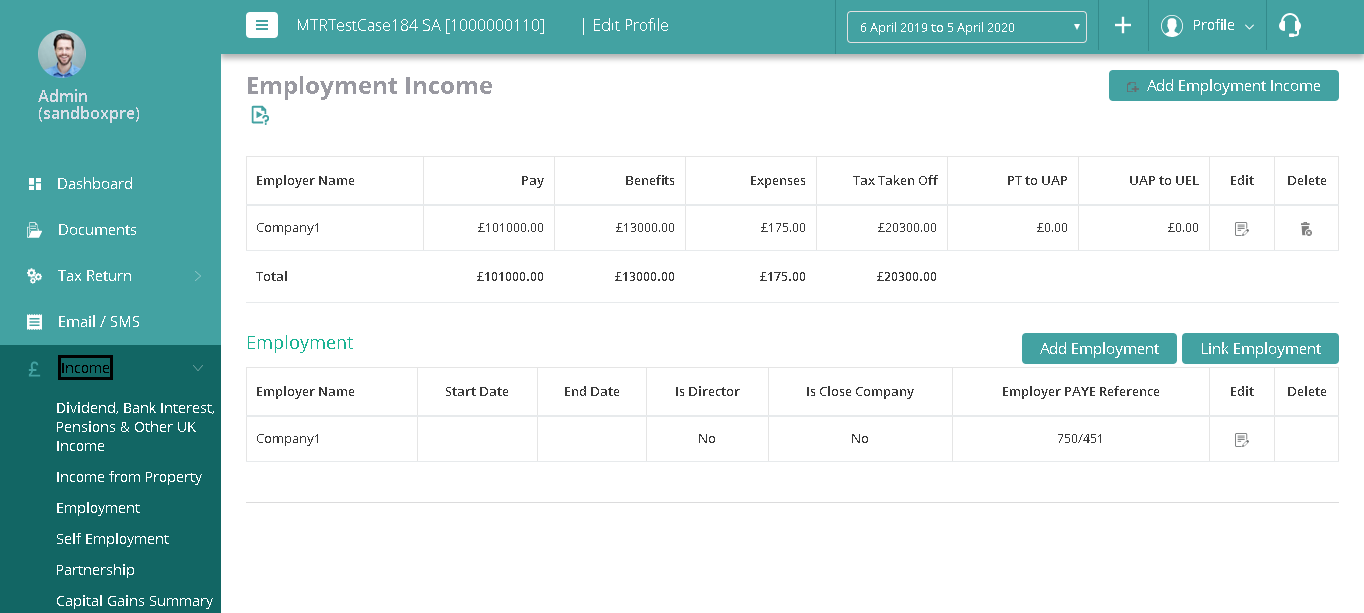 MTRTestCase184 SA [1000000110] | Edit Profile
6 April 2019 to 5 April 2020
Profile
Admin
(sandboxpre)
Dashboard
Documents
Tax Return
Email / SMS
£ Income
Dividend, Bank Interest,
Pensions & Other UK
Income
Income from Property
Employment
Self Employment
Partnership
Capital Gains Summary
Employment Income
Add Employment Income
Employer Name Pay Benefits Expenses Tax Taken Off PT to UAP UAP to UEL Edit Delete
Company1 £101000.00 £13000.00 £175.00 £20300.00 £0.00 £0.00
Total £101000.00 £13000.00 £175.00 £20300.00
Employment
Add Employment
Link Employment
Employer Name Start Date End Date Is Director Is Close Company Employer PAYE Reference Edit Delete
Company1 No No 750/451